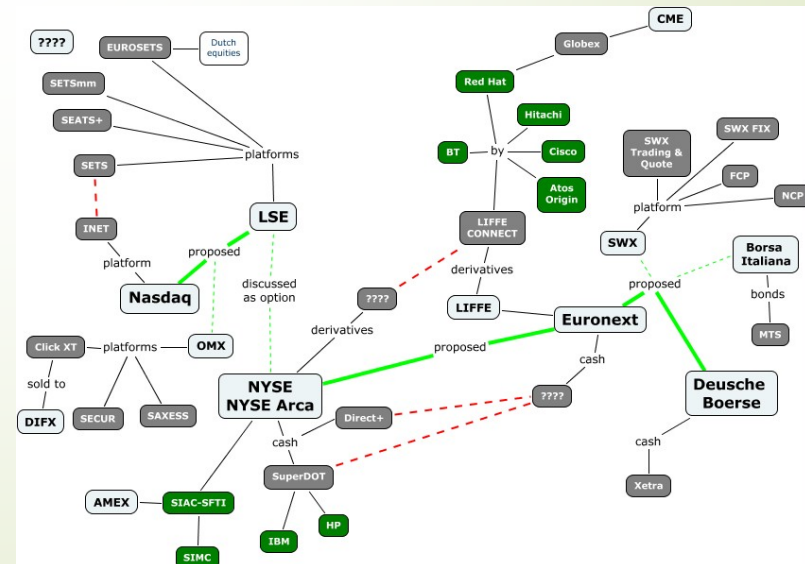 ????
EUROSETS
Dutch
equities
SETSmm
SEATS+
SETS
platforms
INET
LSE
platform
proposed
Nasdaq
discussed
as option
OMX
Click XT
platforms
sold to
DIFX
SECUR
SAXESS
CME
Globex
Red Hat
Hitachi
BT
by
Cisco
Atos
Origin
LIFFE
CONNECT
derivatives
????
LIFFE
derivatives
Euronext
proposed
cash
????
NYSE
NYSE Arca
Direct+
cash
SuperDOT
AMEX
SIAC-SFTI
IBM
HP
SIMC
SWX
Trading &
Quote
SWX FIX
FCP
NCP
platform
SWX
Borsa
Italiana
proposed
bonds
MTS
Deusche
Boerse
cash
Xetra